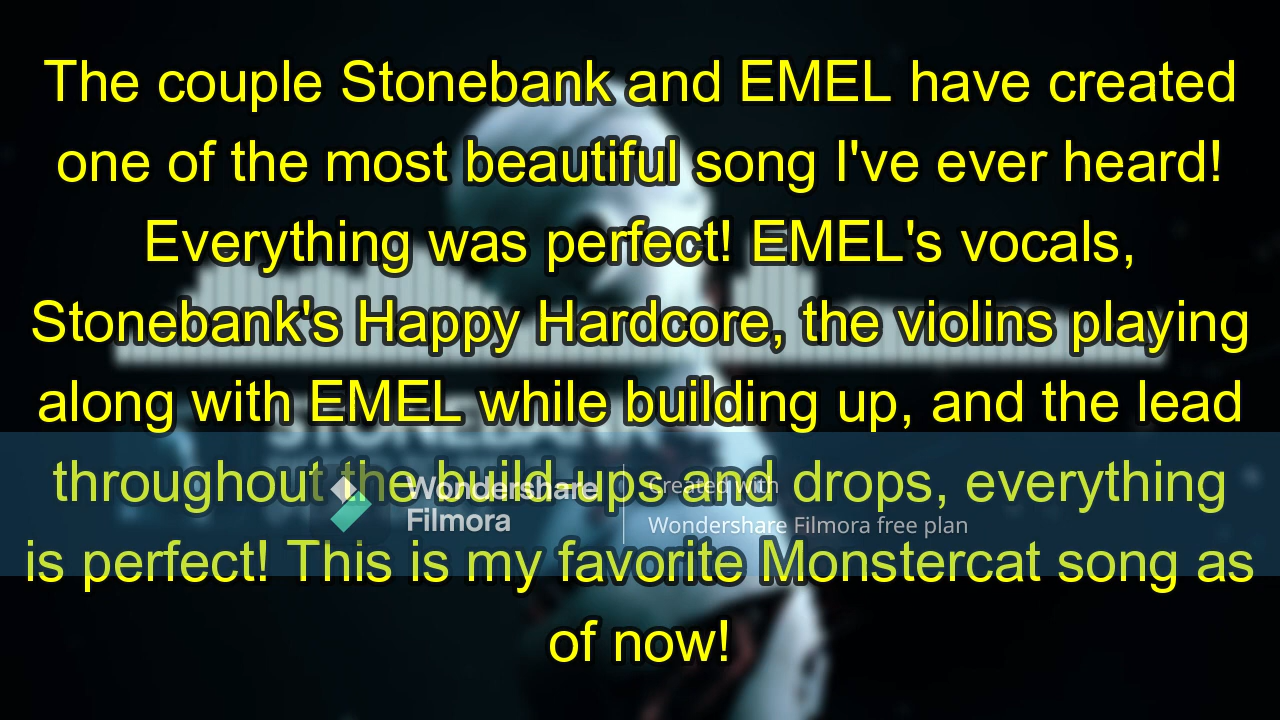 The couple Stonebank and EMEL have created
one of the most beautiful song I've ever heard!
Everything was perfect! EMEL's vocals,
Stonebank's Happy Hardcore, the violins playing
along with EMEL while building up, and the lead
STONEBANK
throughout the build-ups and drops, everything
Wondershare
Filmora
Created with
Wondershare Filmora free plan
is perfect! This is my favorite Monstercat song as
of now!